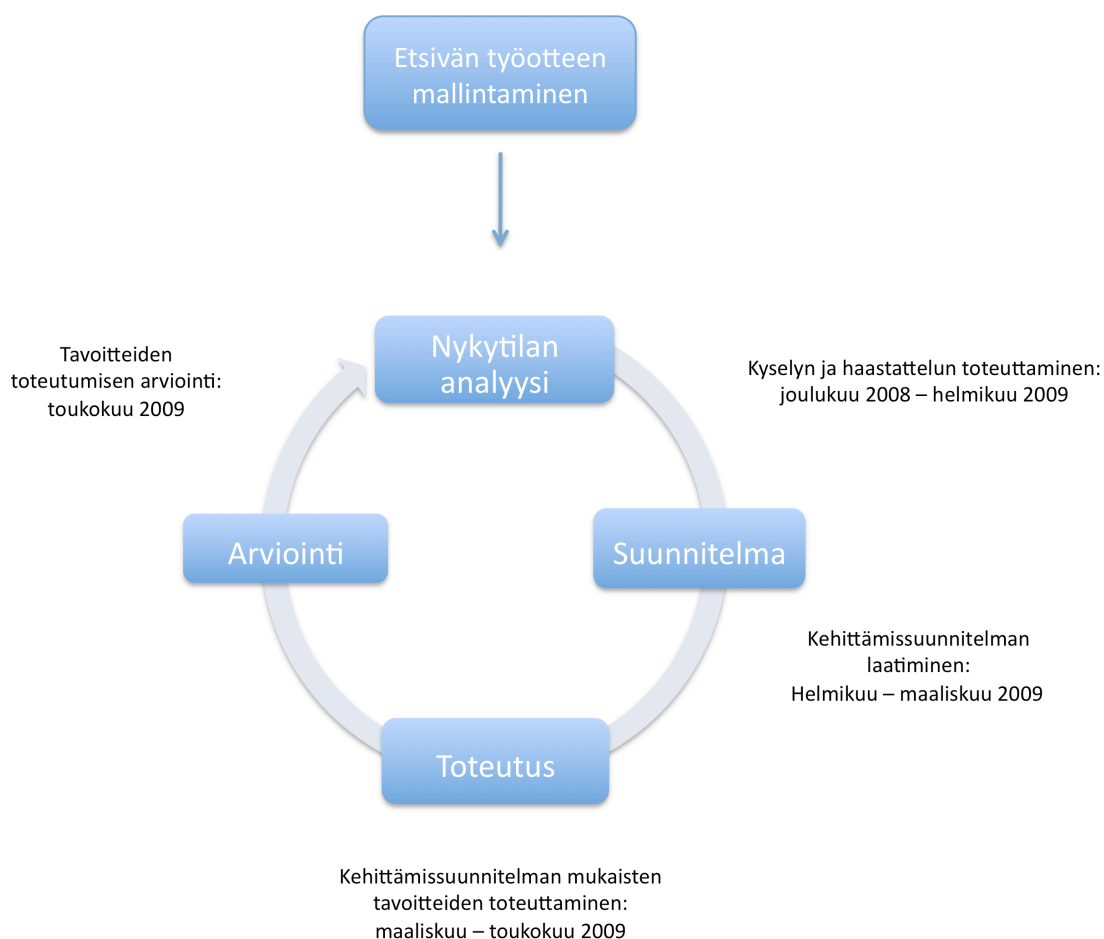 Etsivän työotteen
mallintaminen
Nykytilan
analyysi
Kyselyn ja haastattelun toteuttaminen:
joulukuu 2008 – helmikuu 2009
Suunnitelma
Kehittämissuunnitelman
laatiminen:
Helmikuu – maaliskuu 2009
Toteutus
Kehittämissuunnitelman mukaisten
tavoitteiden toteuttaminen:
maaliskuu – toukokuu 2009
Arviointi
Tavoitteiden
toteutumisen arviointi:
toukokuu 2009